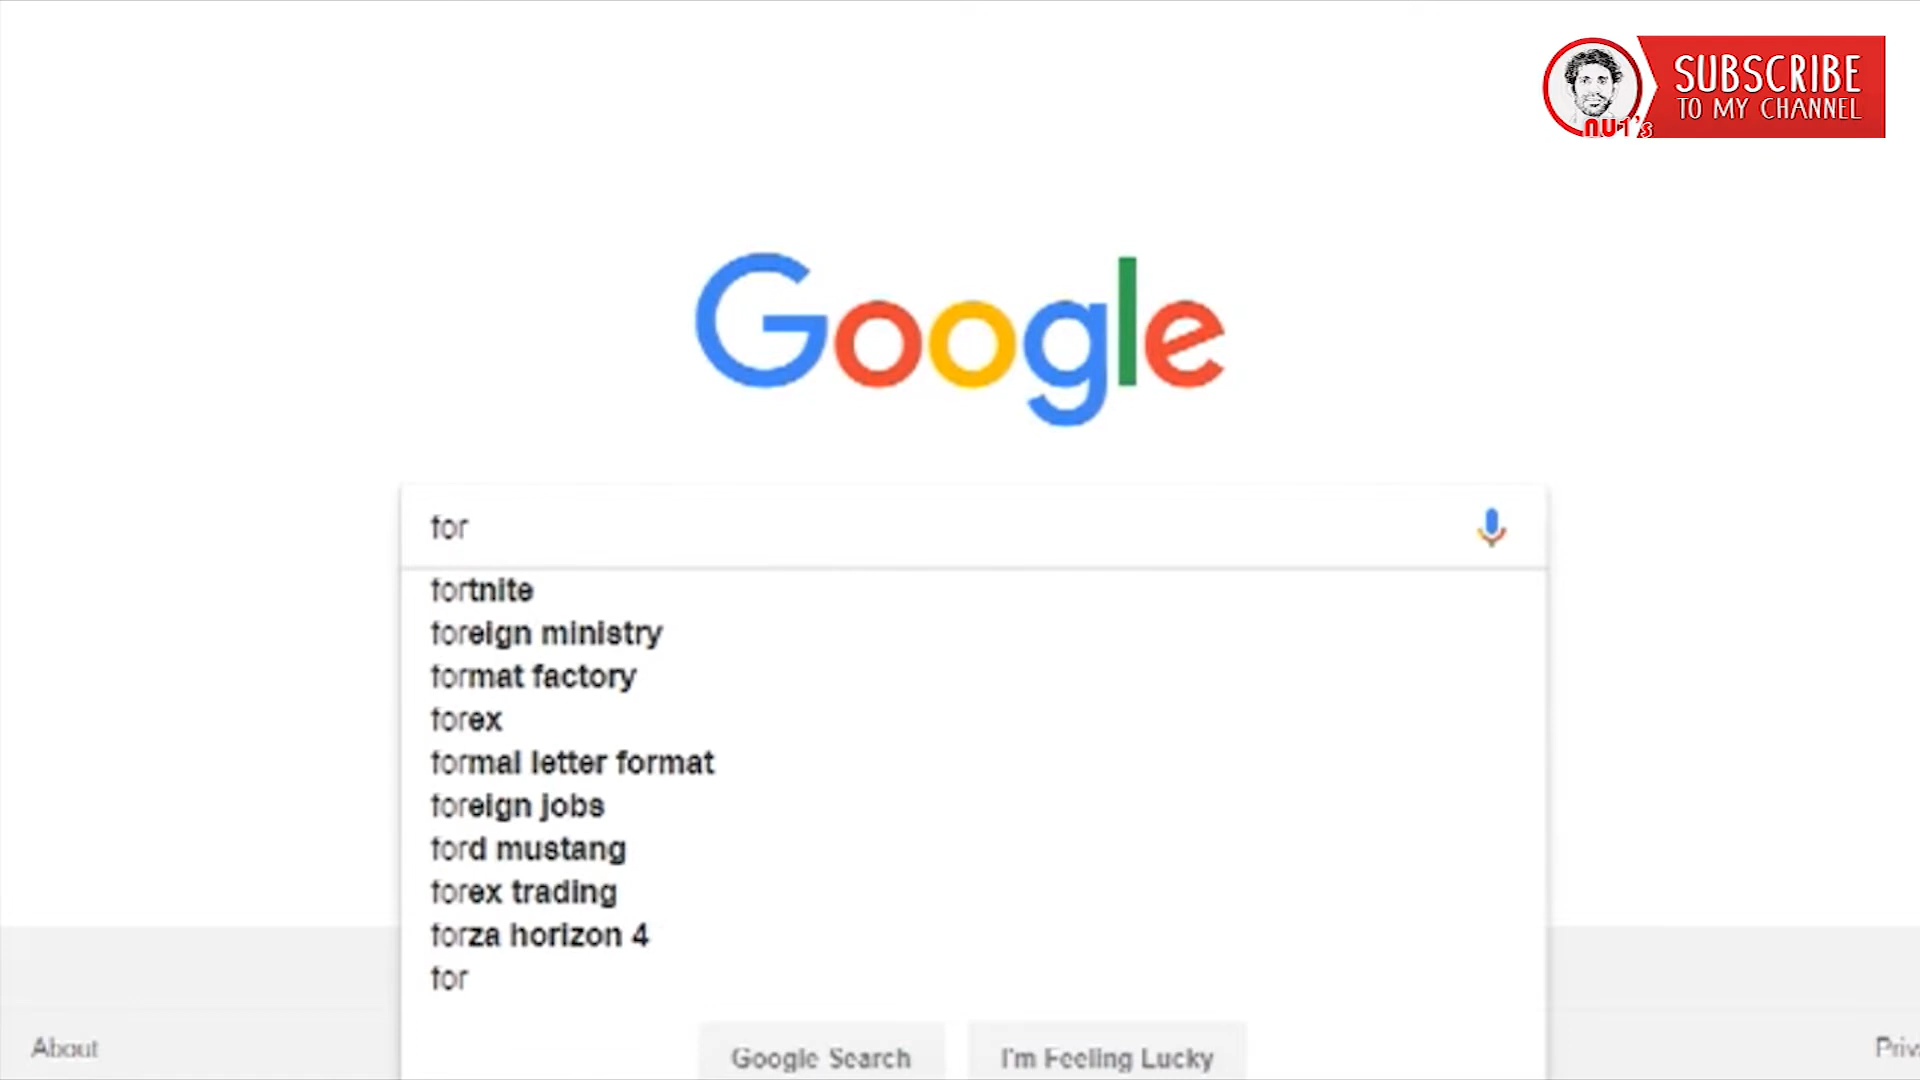 SUBSCRIBE
TO MY CHANNEL
nu1's
Google
for
fortnite
foreign ministry
format factory
forex
formal letter format
foreign jobs
ford mustang
forex trading
forza horizon 4
for
Google Search
I'm Feeling Lucky
About